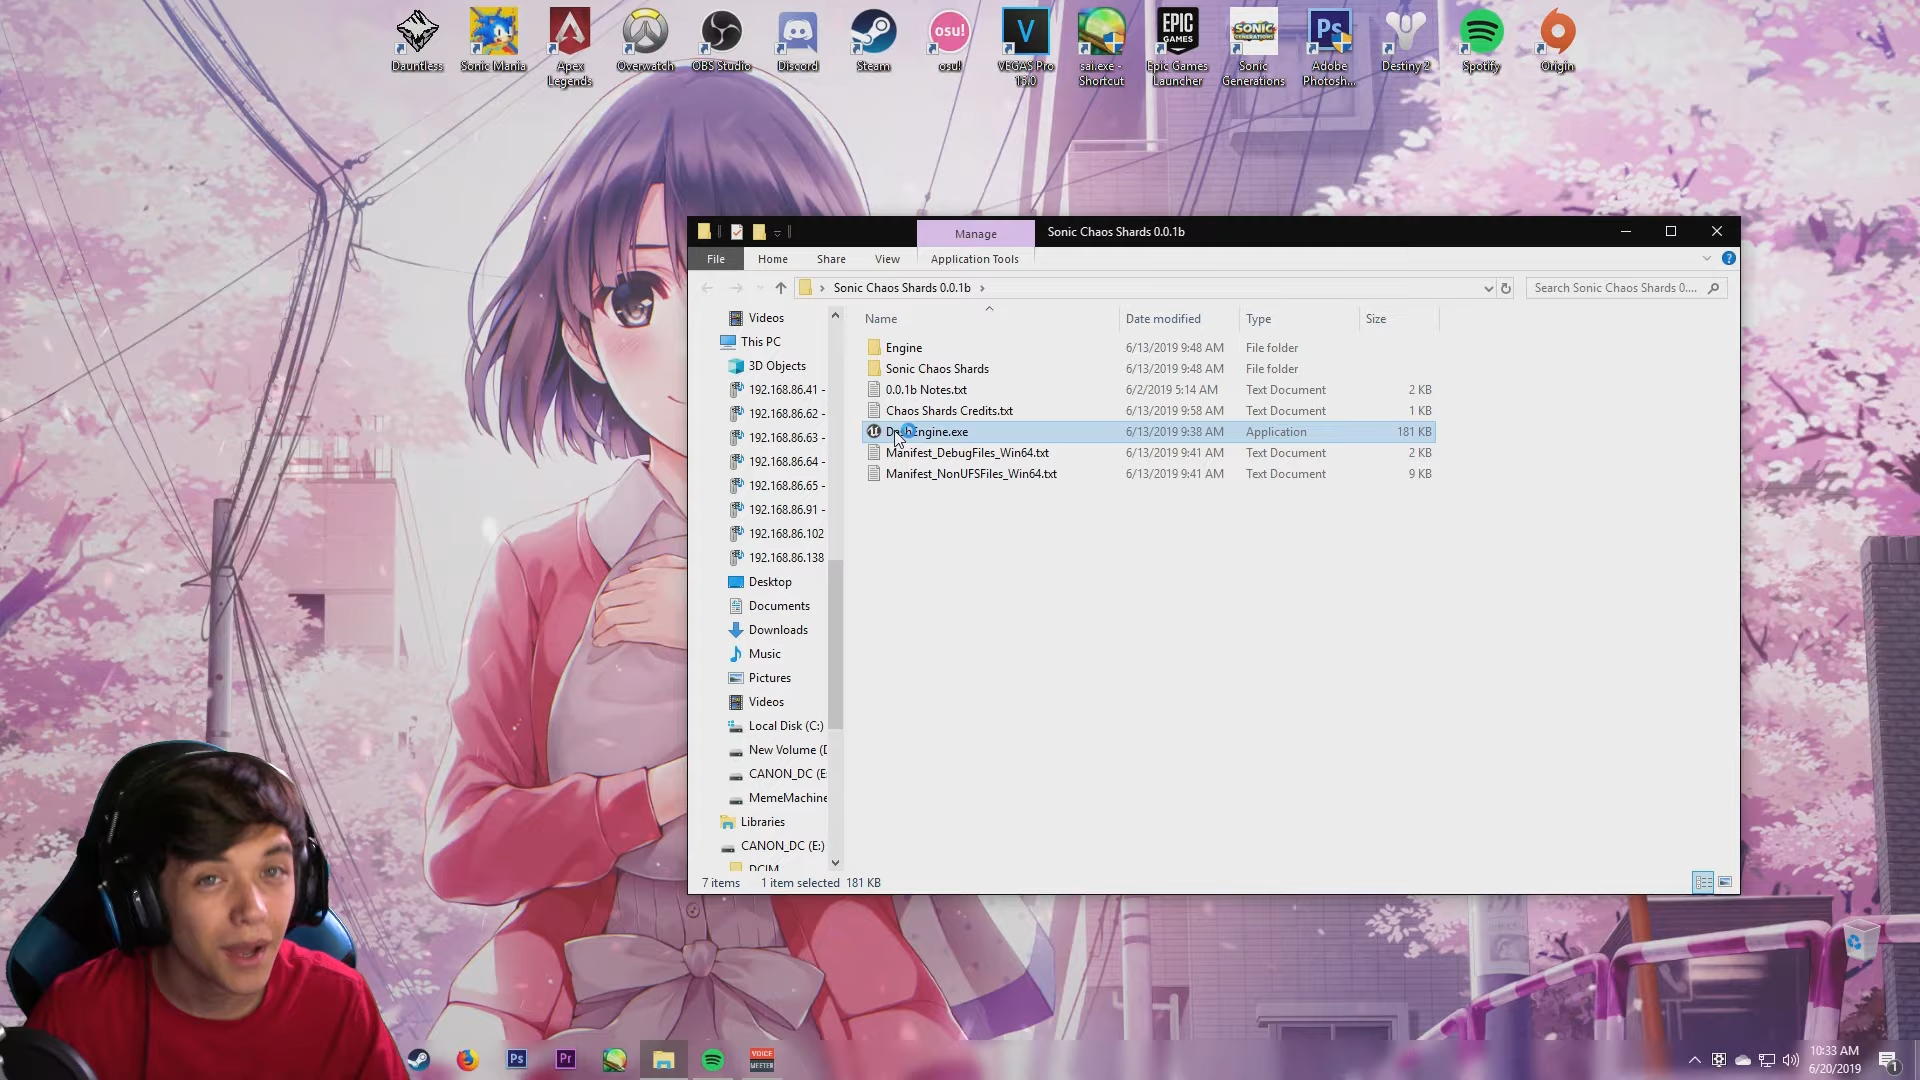 Dauntless
Sonic Mania
Apex Legends
Overwatch
OBS Studio
Discord
Steam
osu!
osu!
V
VEGAS Pro 15.0
sai.exe - Shortcut
EPIC GAMES
Epic Games Launcher
SONIC GENERATIONS
Sonic Generations
Ps
Adobe Photosh...
Destiny 2
Spotify
Origin
Manage
Sonic Chaos Shards 0.0.1b
File
Home
Share
View
Application Tools
Sonic Chaos Shards 0.0.1b
Search Sonic Chaos Shards 0....
Name
Date modified
Type
Size
Engine 6/13/2019 9:48 AM File folder
Sonic Chaos Shards 6/13/2019 9:48 AM File folder
0.0.1b Notes.txt 6/2/2019 5:14 AM Text Document 2 KB
Chaos Shards Credits.txt 6/13/2019 9:58 AM Text Document 1 KB
6/13/2019 9:38 AM Application 181 KB
Manifest_DebugFiles_Win64.txt 6/13/2019 9:41 AM Text Document 2 KB
Manifest_NonUFSFiles_Win64.txt 6/13/2019 9:41 AM Text Document 9 KB
Videos
This PC
3D Objects
192.168.86.41 -
192.168.86.62 -
192.168.86.63 -
192.168.86.64 -
192.168.86.65 -
192.168.86.91 -
192.168.86.102
192.168.86.138
Desktop
Documents
Downloads
Music
Pictures
Videos
Local Disk (C:)
New Volume (D
CANON_DC (E:
MemeMachine
Libraries
CANON_DC (E:)
DCIM
7 items
1 item selected 181 KB
Ps
Pr
VOICE MEETER
10:33 AM
6/20/2019
1